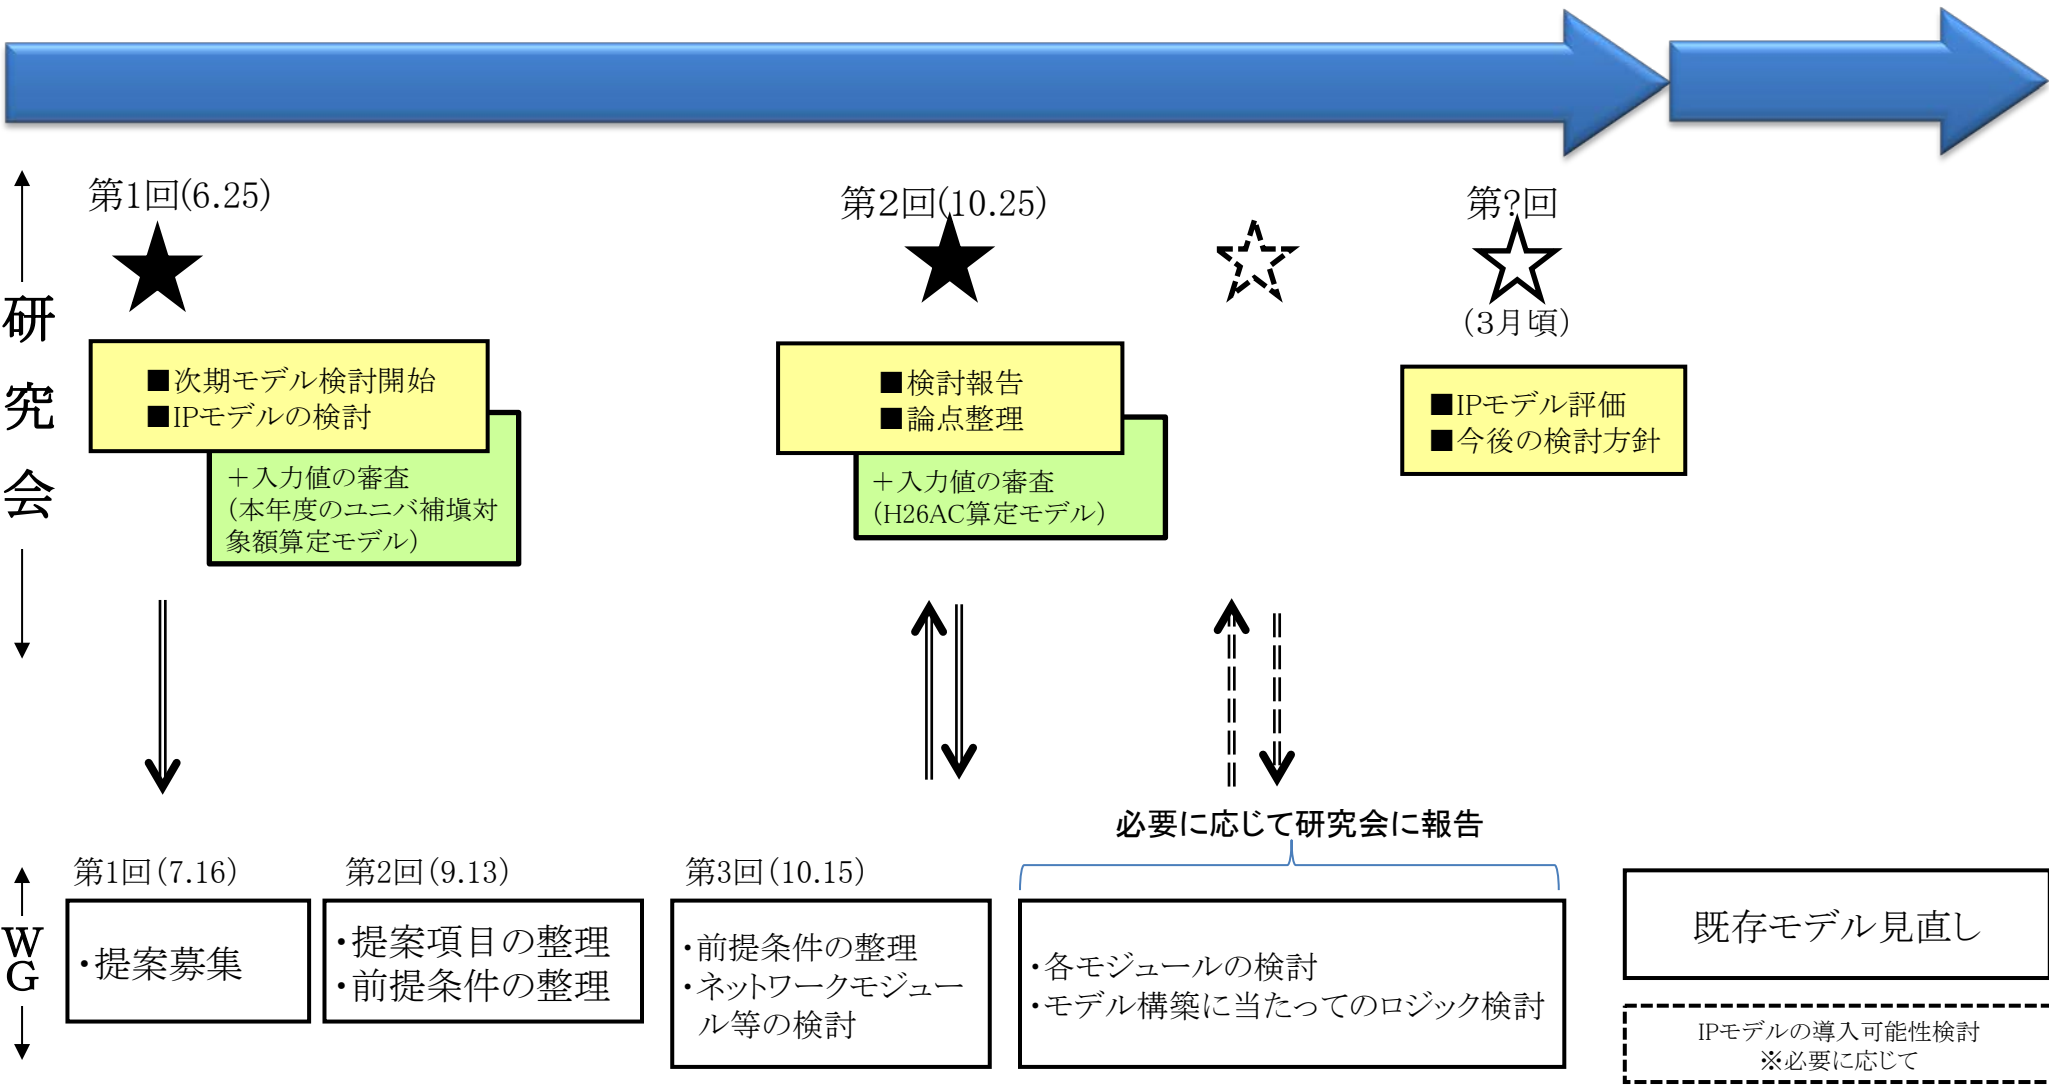 研究会
第1回(6.25)
第2回(10.25)
第?回
(3月頃)
■次期モデル検討開始
■IPモデルの検討
+入力値の審査
(本年度のユニバ補塡対
象額算定モデル)
■検討報告
■論点整理
+入力値の審査
(H26AC算定モデル)
■IPモデル評価
■今後の検討方針
必要に応じて研究会に報告
WG
第1回(7.16)
・提案募集
第2回(9.13)
・提案項目の整理
・前提条件の整理
第3回(10.15)
・前提条件の整理
・ネットワークモジュー
ル等の検討
・各モジュールの検討
・モデル構築に当たってのロジック検討
既存モデル見直し
IPモデルの導入可能性検討
※必要に応じて